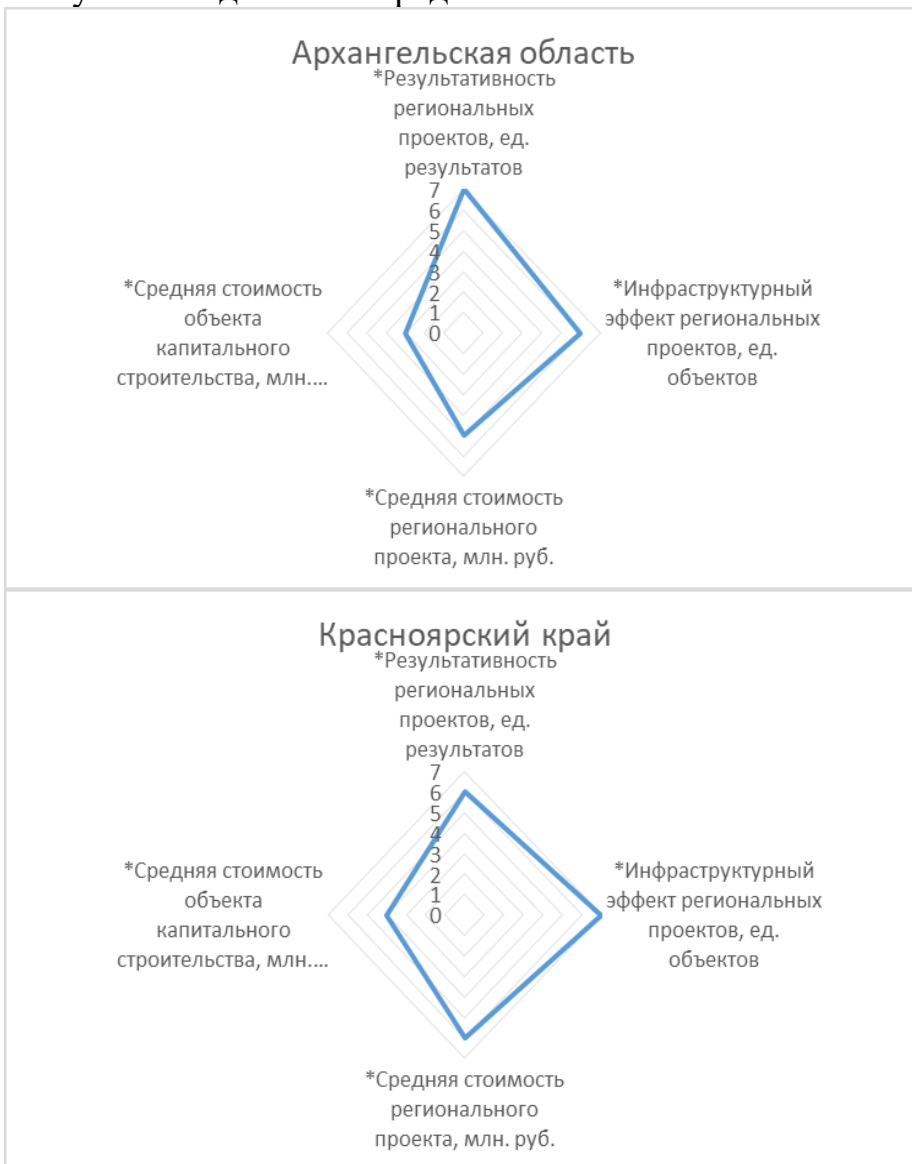 Архангельская область
*Результативность
региональных
проектов, ед.
результатов
7
6
5
4
3
2
1
0
*Инфраструктурный
эффект региональных
проектов, ед.
объектов
*Средняя стоимость
регионального
проекта, млн. руб.
*Средняя стоимость
объекта
капитального
строительства, млн....
Красноярский край
*Результативность
региональных
проектов, ед.
результатов
7
6
5
4
3
2
1
0
*Инфраструктурный
эффект региональных
проектов, ед.
объектов
*Средняя стоимость
регионального
проекта, млн. руб.
*Средняя стоимость
объекта
капитального
строительства, млн....